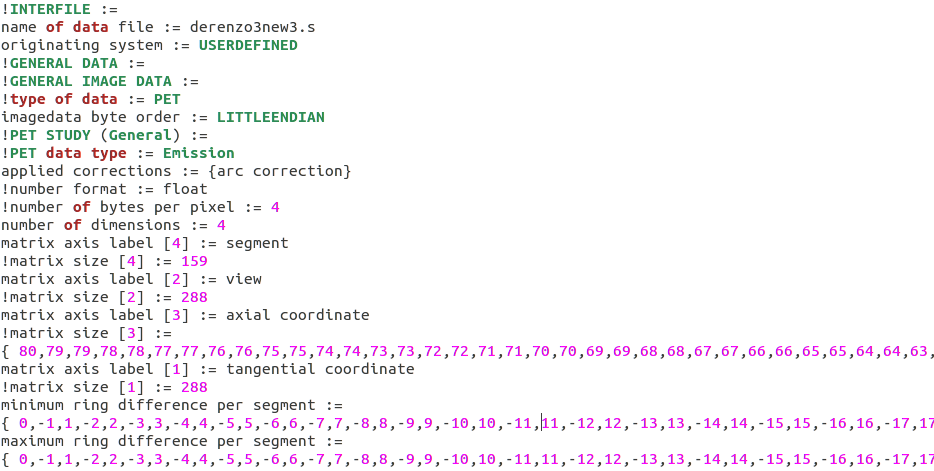 !INTERFILE :=
name of data file := derenzo3new3.s
originating system := USERDEFINED
!GENERAL DATA :=
!GENERAL IMAGE DATA :=
!type of data := PET
imagedata byte order := LITTLEENDIAN
!PET STUDY (General) :=
!PET data type := Emission
applied corrections := {arc correction}
!number format := float
!number of bytes per pixel := 4
number of dimensions := 4
matrix axis label [4] := segment
!matrix size [4] := 159
matrix axis label [2] := view
!matrix size [2] := 288
matrix axis label [3] := axial coordinate
!matrix size [3] :=
{ 80,79,79,78,78,77,77,76,76,75,75,74,74,73,73,72,72,71,71,70,70,69,69,68,68,67,67,66,66,65,65,64,64,63,
matrix axis label [1] := tangential coordinate
!matrix size [1] := 288
minimum ring difference per segment :=
{ 0,-1,1,-2,2,-3,3,-4,4,-5,5,-6,6,-7,7,-8,8,-9,9,-10,10,-11,11,-12,12,-13,13,-14,14,-15,15,-16,16,-17,17
maximum ring difference per segment :=
{ 0,-1,1,-2,2,-3,3,-4,4,-5,5,-6,6,-7,7,-8,8,-9,9,-10,10,-11,11,-12,12,-13,13,-14,14,-15,15,-16,16,-17,17